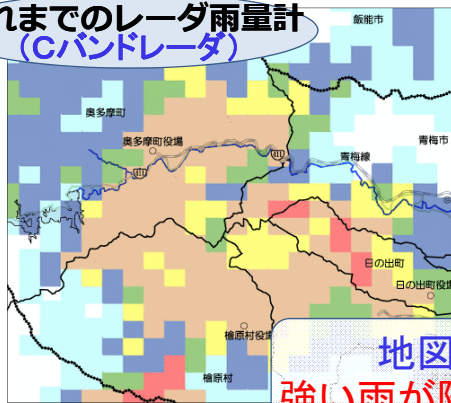 れまでのレーダ雨量計
（Cバンドレーダ）
飯能市
奥多摩町
奥多摩町役場
青梅線
青梅市
日の出町
日の出町役場
檜原村役場
檜原村
地図
強い雨が